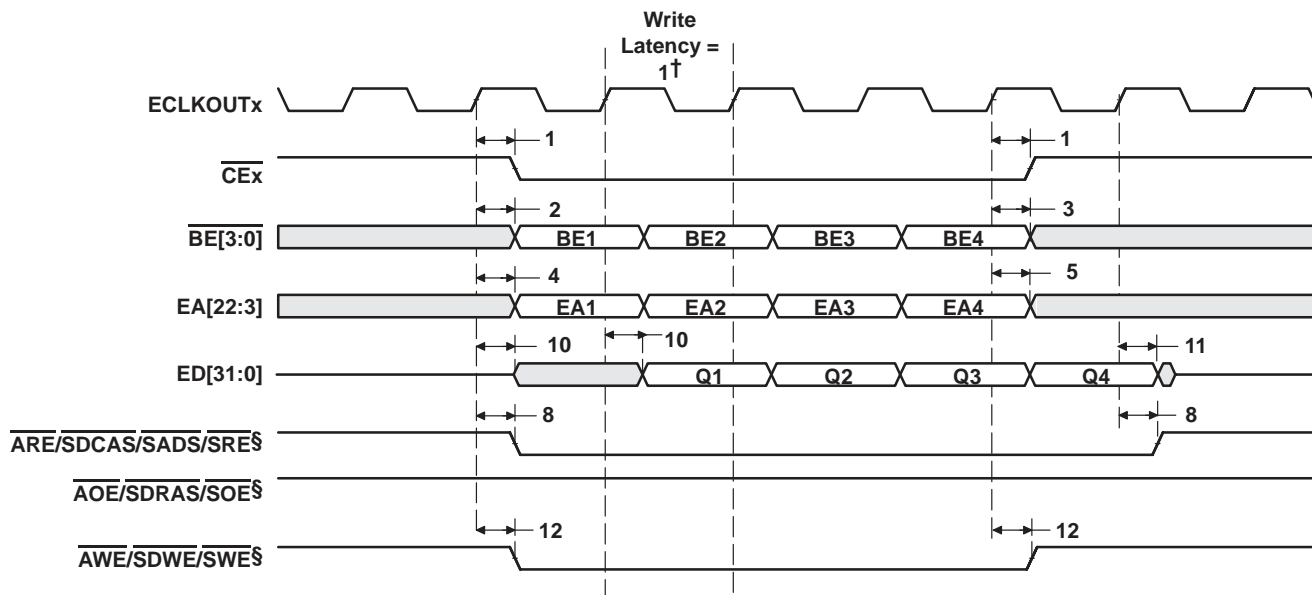 Write
Latency =
1†
ECLKOUTx
1
1
CEx
2
3
BE[3:0]
BE1
BE2
BE3
BE4
4
5
EA[22:3]
EA1
EA2
EA3
EA4
10
10
11
ED[31:0]
Q1
Q2
Q3
Q4
8
8
ARE/SDCAS/SADS/SRE§
AOE/SDRAS/SOE§
12
12
AWE/SDWE/SWE§